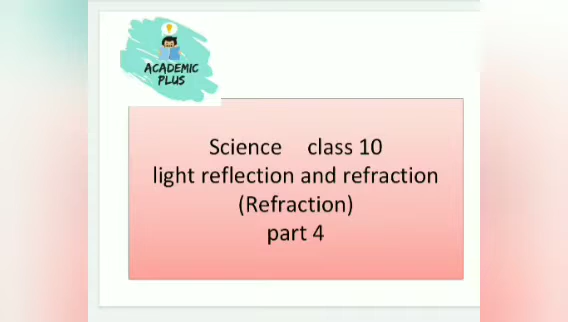 ACADEMIC
PLUS
Science class 10
light reflection and refraction
(Refraction)
part 4